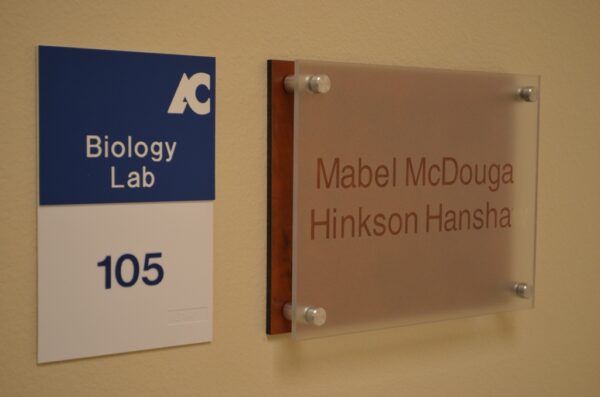 AC
Biology
Lab
105
Mabel McDouga
Hinkson Hansha